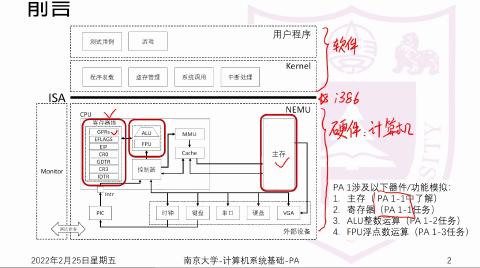 前言
用户程序
测试用例
游戏
软件
Kernel
程序装载
虚存管理
系统调用
中断处理
ISA
i386
NEMU
CPU
寄存器组
GPRs
EFLAGS
EIP
CR0
GDTR
CR3
IDTR
ALU
FPU
MMU
Cache
控制器
主存
硬件:计算机
Monitor
Intr
PIC
时钟
键盘
串口
硬盘
VGA
外部设备
PA 1涉及以下器件/功能模拟:
1. 主存（PA 1-1中了解）
2. 寄存器（PA 1-1任务）
3. ALU整数运算（PA 1-2任务）
4. FPU浮点数运算（PA 1-3任务）
2022年2月25日星期五
南京大学-计算机系统基础-PA
2